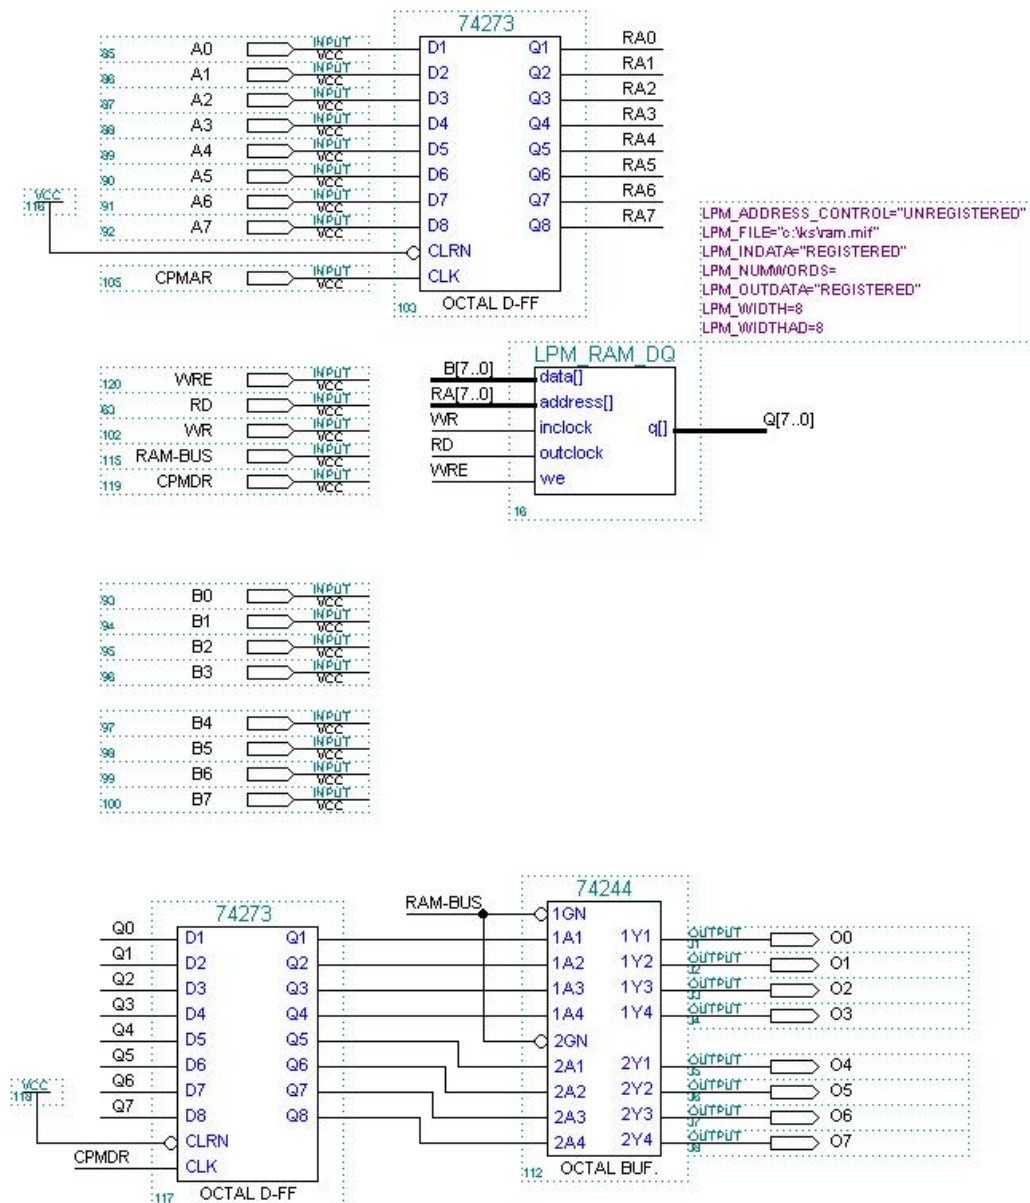 74273
85 A0 INPUT VCC D1 Q1 RA0
86 A1 INPUT VCC D2 Q2 RA1
87 A2 INPUT VCC D3 Q3 RA2
88 A3 INPUT VCC D4 Q4 RA3
89 A4 INPUT VCC D5 Q5 RA4
90 A5 INPUT VCC D6 Q6 RA5
VCC
116
91 A6 INPUT VCC D7 Q7 RA6
92 A7 INPUT VCC D8 Q8 RA7
CLRN
105 CPMAR INPUT VCC CLK
103 OCTAL D-FF
LPM_ADDRESS_CONTROL="UNREGISTERED"
LPM_FILE="c:\ks\ram.mif"
LPM_INDATA="REGISTERED"
LPM_NUMWORDS=
LPM_OUTDATA="REGISTERED"
LPM_WIDTH=8
LPM_WIDTHAD=8
120 WRE INPUT VCC
63 RD INPUT VCC
102 WR INPUT VCC
115 RAM-BUS INPUT VCC
119 CPMDR INPUT VCC
LPM_RAM_DQ
B[7..0] data[]
RA[7..0] address[]
WR inclock q[] Q[7..0]
RD outclock
WRE we
16
93 B0 INPUT VCC
94 B1 INPUT VCC
95 B2 INPUT VCC
96 B3 INPUT VCC
97 B4 INPUT VCC
98 B5 INPUT VCC
99 B6 INPUT VCC
100 B7 INPUT VCC
74273
Q0 D1 Q1
Q1 D2 Q2
Q2 D3 Q3
Q3 D4 Q4
Q4 D5 Q5
Q5 D6 Q6
Q6 D7 Q7
Q7 D8 Q8
VCC
118
CLRN
CPMDR CLK
117 OCTAL D-FF
74244
RAM-BUS 1GN
1A1 1Y1 OUTPUT O0
1A2 1Y2 OUTPUT O1
1A3 1Y3 OUTPUT O2
1A4 1Y4 OUTPUT O3
2GN
2A1 2Y1 OUTPUT O4
2A2 2Y2 OUTPUT O5
2A3 2Y3 OUTPUT O6
2A4 2Y4 OUTPUT O7
112 OCTAL BUF.